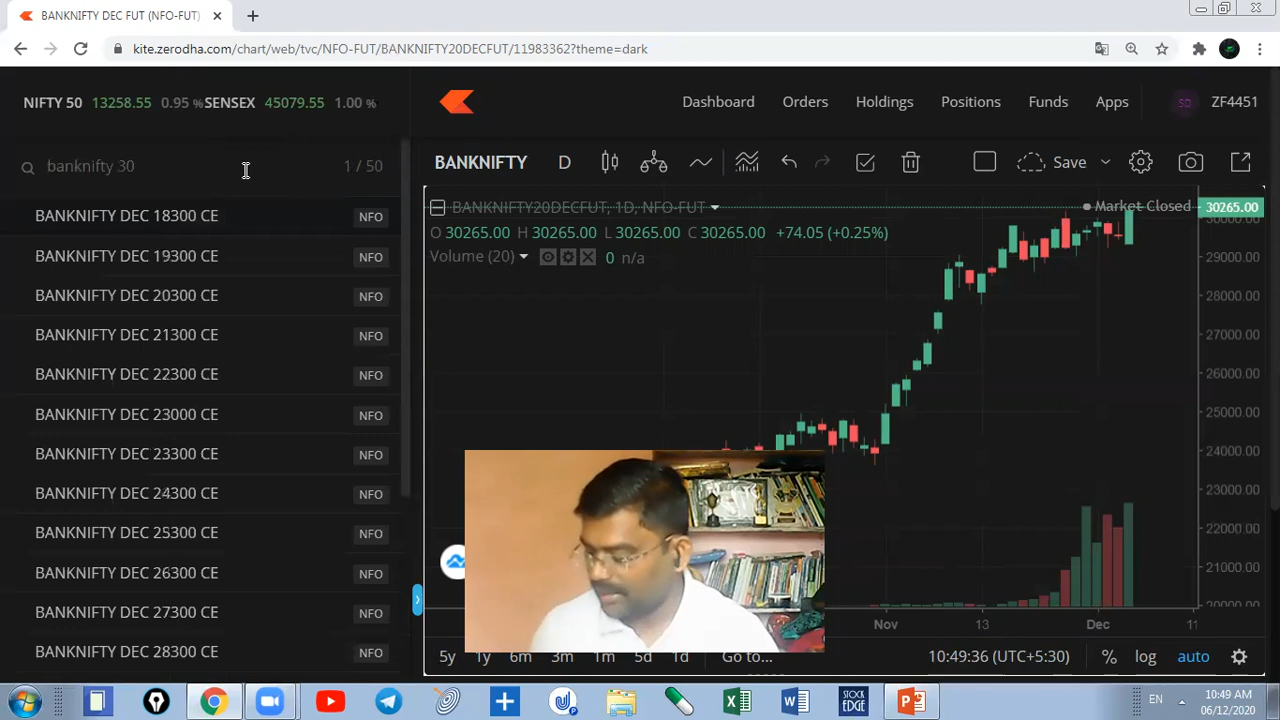 BANKNIFTY DEC FUT (NFO-FUT)
kite.zerodha.com/chart/web/tvc/NFO-FUT/BANKNIFTY20DECFUT/11983362?theme=dark
NIFTY 50 13258.55 0.95 % SENSEX 45079.55 1.00 %
Dashboard Orders Holdings Positions Funds Apps SD ZF4451
banknifty 30 1 / 50
BANKNIFTY D Save
BANKNIFTY DEC 18300 CE NFO
BANKNIFTY DEC 19300 CE NFO
BANKNIFTY DEC 20300 CE NFO
BANKNIFTY DEC 21300 CE NFO
BANKNIFTY DEC 22300 CE NFO
BANKNIFTY DEC 23000 CE NFO
BANKNIFTY DEC 23300 CE NFO
BANKNIFTY DEC 24300 CE NFO
BANKNIFTY DEC 25300 CE NFO
BANKNIFTY DEC 26300 CE NFO
BANKNIFTY DEC 27300 CE NFO
BANKNIFTY DEC 28300 CE NFO
BANKNIFTY20DECFUT, 1D, NFO-FUT Market Closed 30265.00
O 30265.00 H 30265.00 L 30265.00 C 30265.00 +74.05 (+0.25%)
Volume (20) 0 n/a
30000.00
29000.00
28000.00
27000.00
26000.00
25000.00
24000.00
23000.00
22000.00
21000.00
20000.00
Nov 13 Dec 11
5y 1y 6m 3m 1m 5d 1d Go to... 10:49:36 (UTC+5:30) % log auto
STOCK EDGE
EN 10:49 AM
06/12/2020